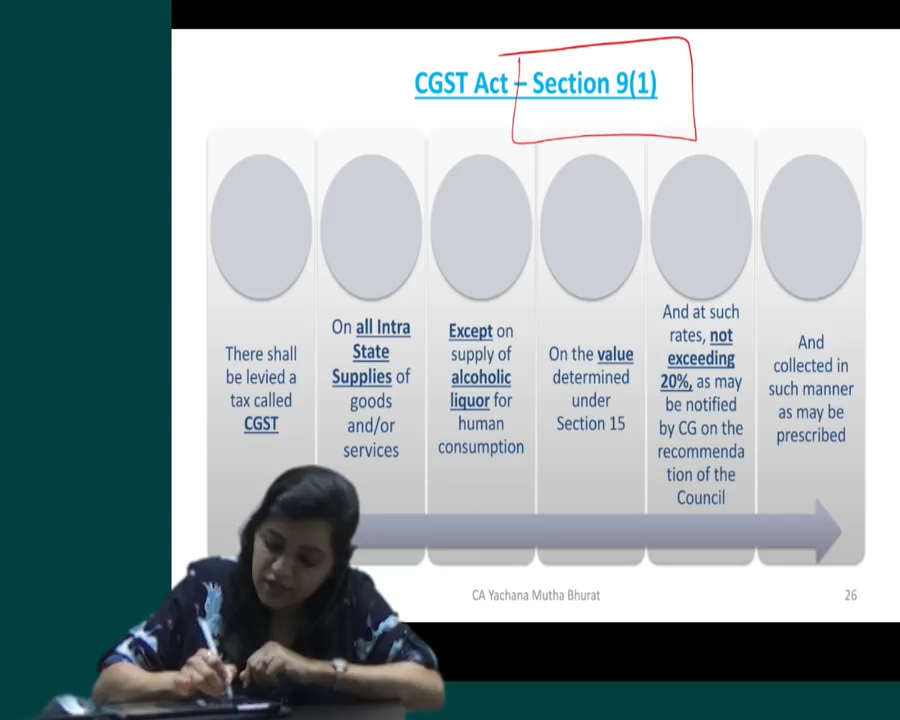 CGST Act – Section 9(1)
There shall
be levied a
tax called
CGST
On all Intra
State
Supplies of
goods
and/or
services
Except on
supply of
alcoholic
liquor for
human
consumption
On the value
determined
under
Section 15
And at such
rates, not
exceeding
20%, as may
be notified
by CG on the
recommenda
tion of the
Council
And
collected in
such manner
as may be
prescribed
CA Yachana Mutha Bhurat
26